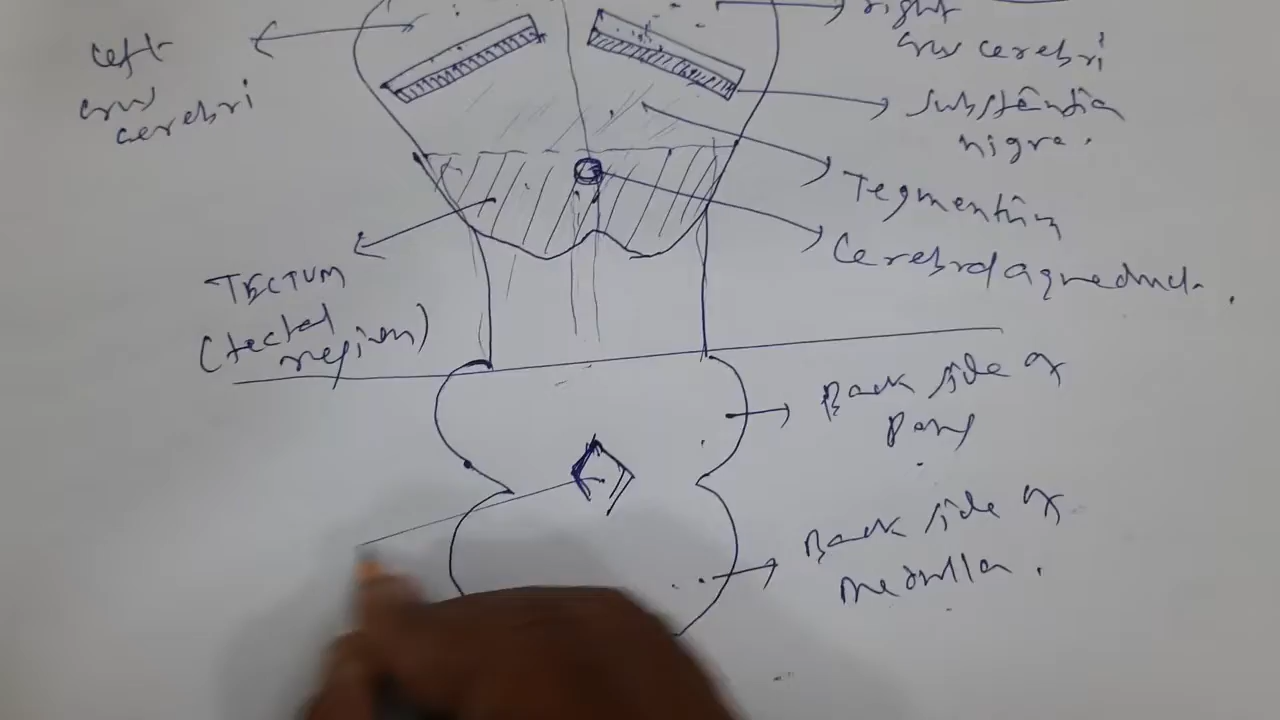 right
crus cerebri
left
crus
cerebri
Substantia
nigra.
Tegmentum
Cerebral aqueduct.
TECTUM
(tectal
region)
Back side of
Pons
Back side of
medulla.